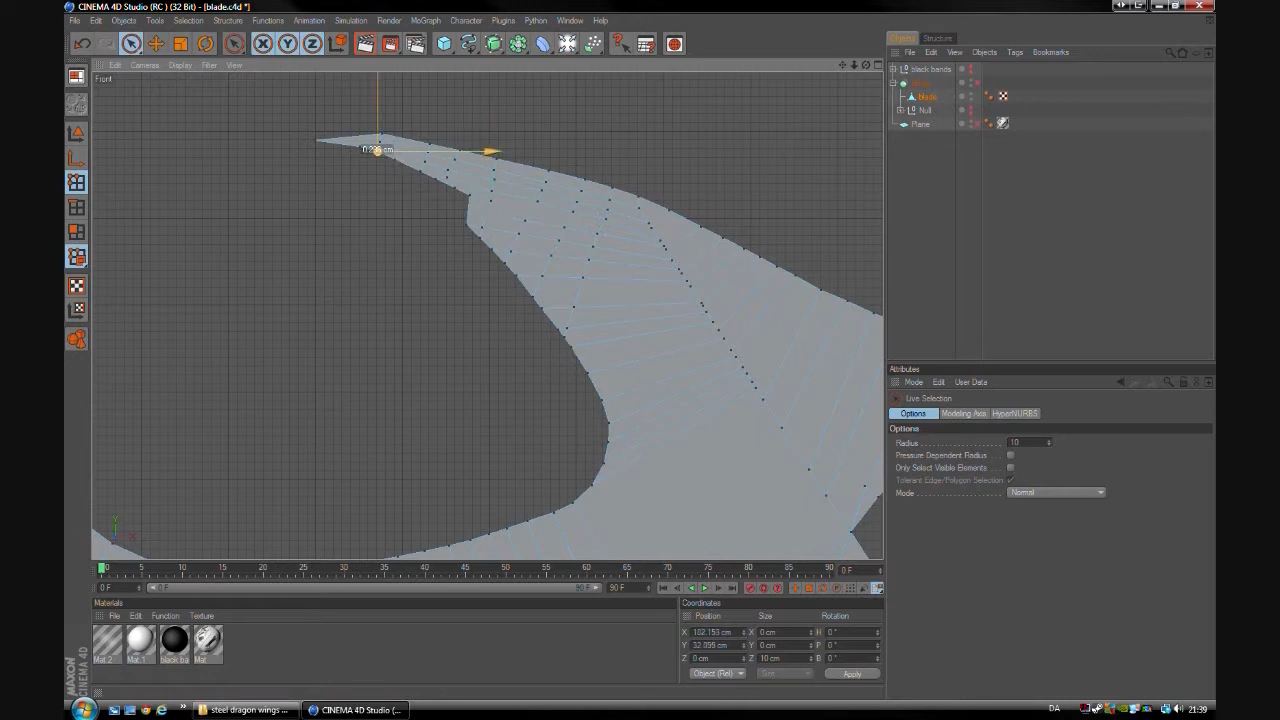 CINEMA 4D Studio (RC ) (32 Bit) - [blade.c4d *]
File Edit Objects Tools Selection Structure Functions Animation Simulation Render MoGraph Character Plugins Python Window Help
Objects Structure
File Edit View Objects Tags Bookmarks
black bands
blade
Null
Plane
Edit Cameras Display Filter View
Front
0.236 cm
Attributes
Mode Edit User Data
Live Selection
Options Modeling Axis HyperNURBS
Options
Radius 10
Pressure Dependent Radius
Only Select Visible Elements
Tolerant Edge/Polygon Selection
Mode Normal
0 5 10 15 20 25 30 35 40 45 50 55 60 65 70 75 80 85 90 0 F
0 F 0 F 90 F 90 F
Materials
File Edit Function Texture
Mat.2 Mat.1 black ba Mat
Coordinates
Position Size Rotation
X 182.153 cm X 0 cm H 0 °
Y 32.099 cm Y 0 cm P 0 °
Z 0 cm Z 10 cm B 0 °
Object (Rel) Size Apply
MAXON CINEMA 4D
steel dragon wings ... CINEMA 4D Studio (... DA 21:39